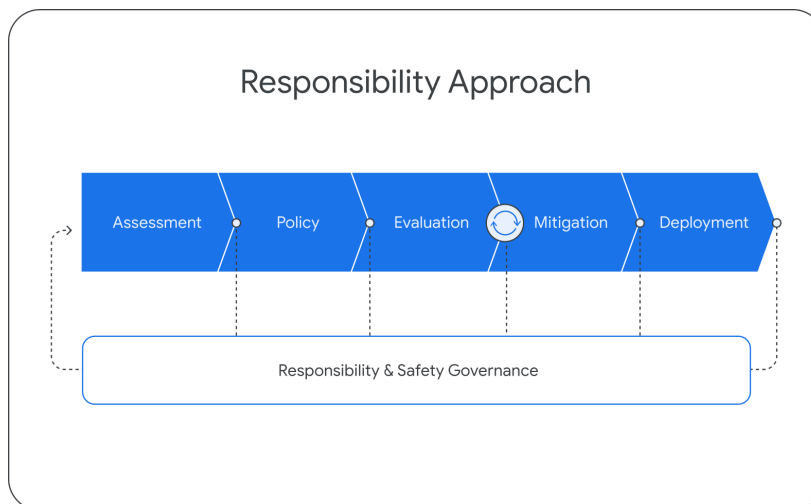 Responsibility Approach
Assessment
Policy
Evaluation
Mitigation
Deployment
Responsibility & Safety Governance